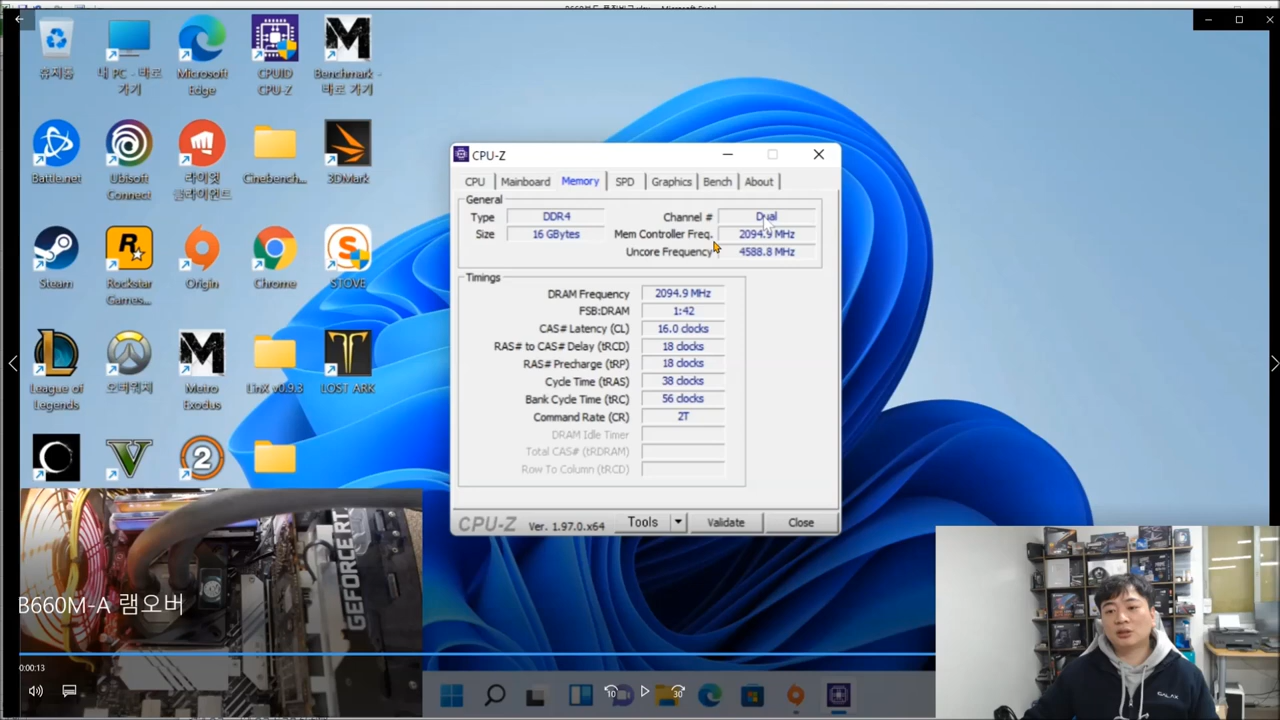 휴지통
내 PC - 바로 가기
Microsoft Edge
CPUID CPU-Z
Benchmark - 바로 가기
Battle.net
Ubisoft Connect
라이엇 클라이언트
Cinebench...
3DMark
Steam
Rockstar Games...
Origin
Chrome
STOVE
League of Legends
오버워치
Metro Exodus
LinX v0.9.3
LOST ARK
CPU-Z
CPU Mainboard Memory SPD Graphics Bench About
General
Type DDR4 Channel # Dual
Size 16 GBytes Mem Controller Freq. 2094.9 MHz
Uncore Frequency 4588.8 MHz
Timings
DRAM Frequency 2094.9 MHz
FSB:DRAM 1:42
CAS# Latency (CL) 16.0 clocks
RAS# to CAS# Delay (tRCD) 18 clocks
RAS# Precharge (tRP) 18 clocks
Cycle Time (tRAS) 38 clocks
Bank Cycle Time (tRC) 56 clocks
Command Rate (CR) 2T
DRAM Idle Timer
Total CAS# (tRDRAM)
Row To Column (tRCD)
CPU-Z Ver. 1.97.0.x64 Tools Validate Close
GEFORCE RT
B660M-A 램오버
0:00:13
10 30
GALAX